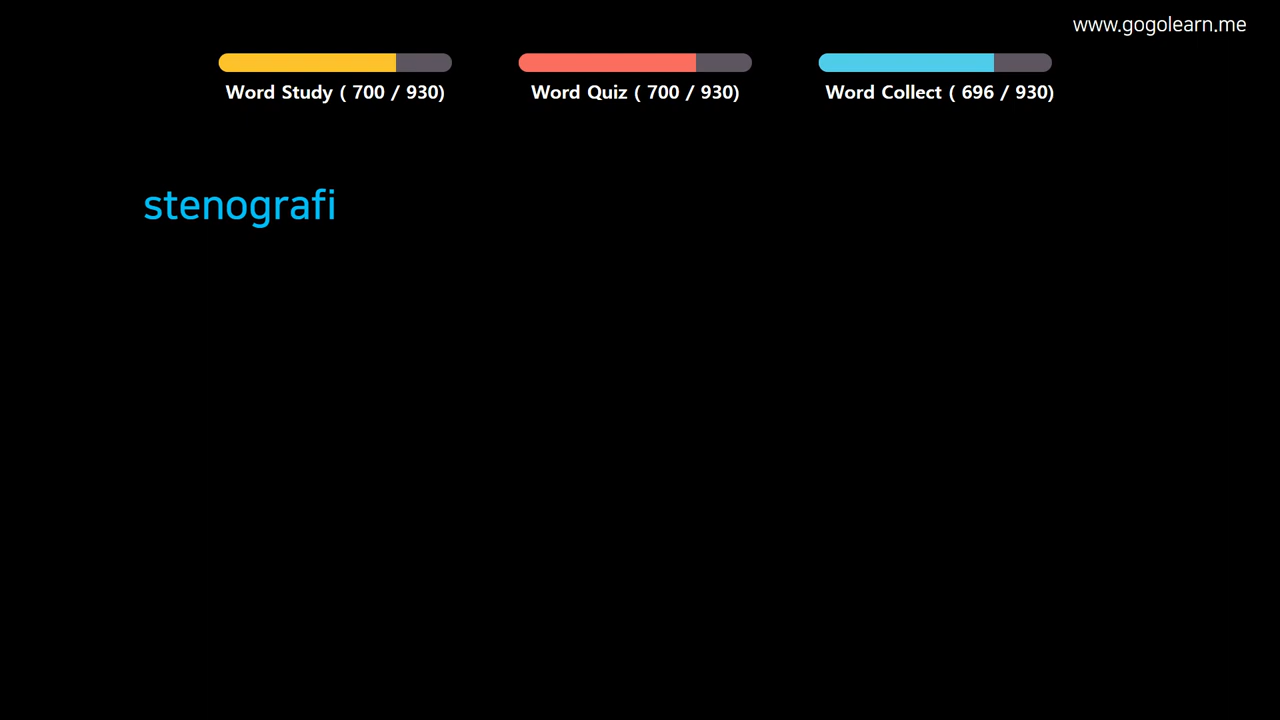 www.gogolearn.me
Word Study ( 700 / 930)
Word Quiz ( 700 / 930)
Word Collect ( 696 / 930)
stenografi